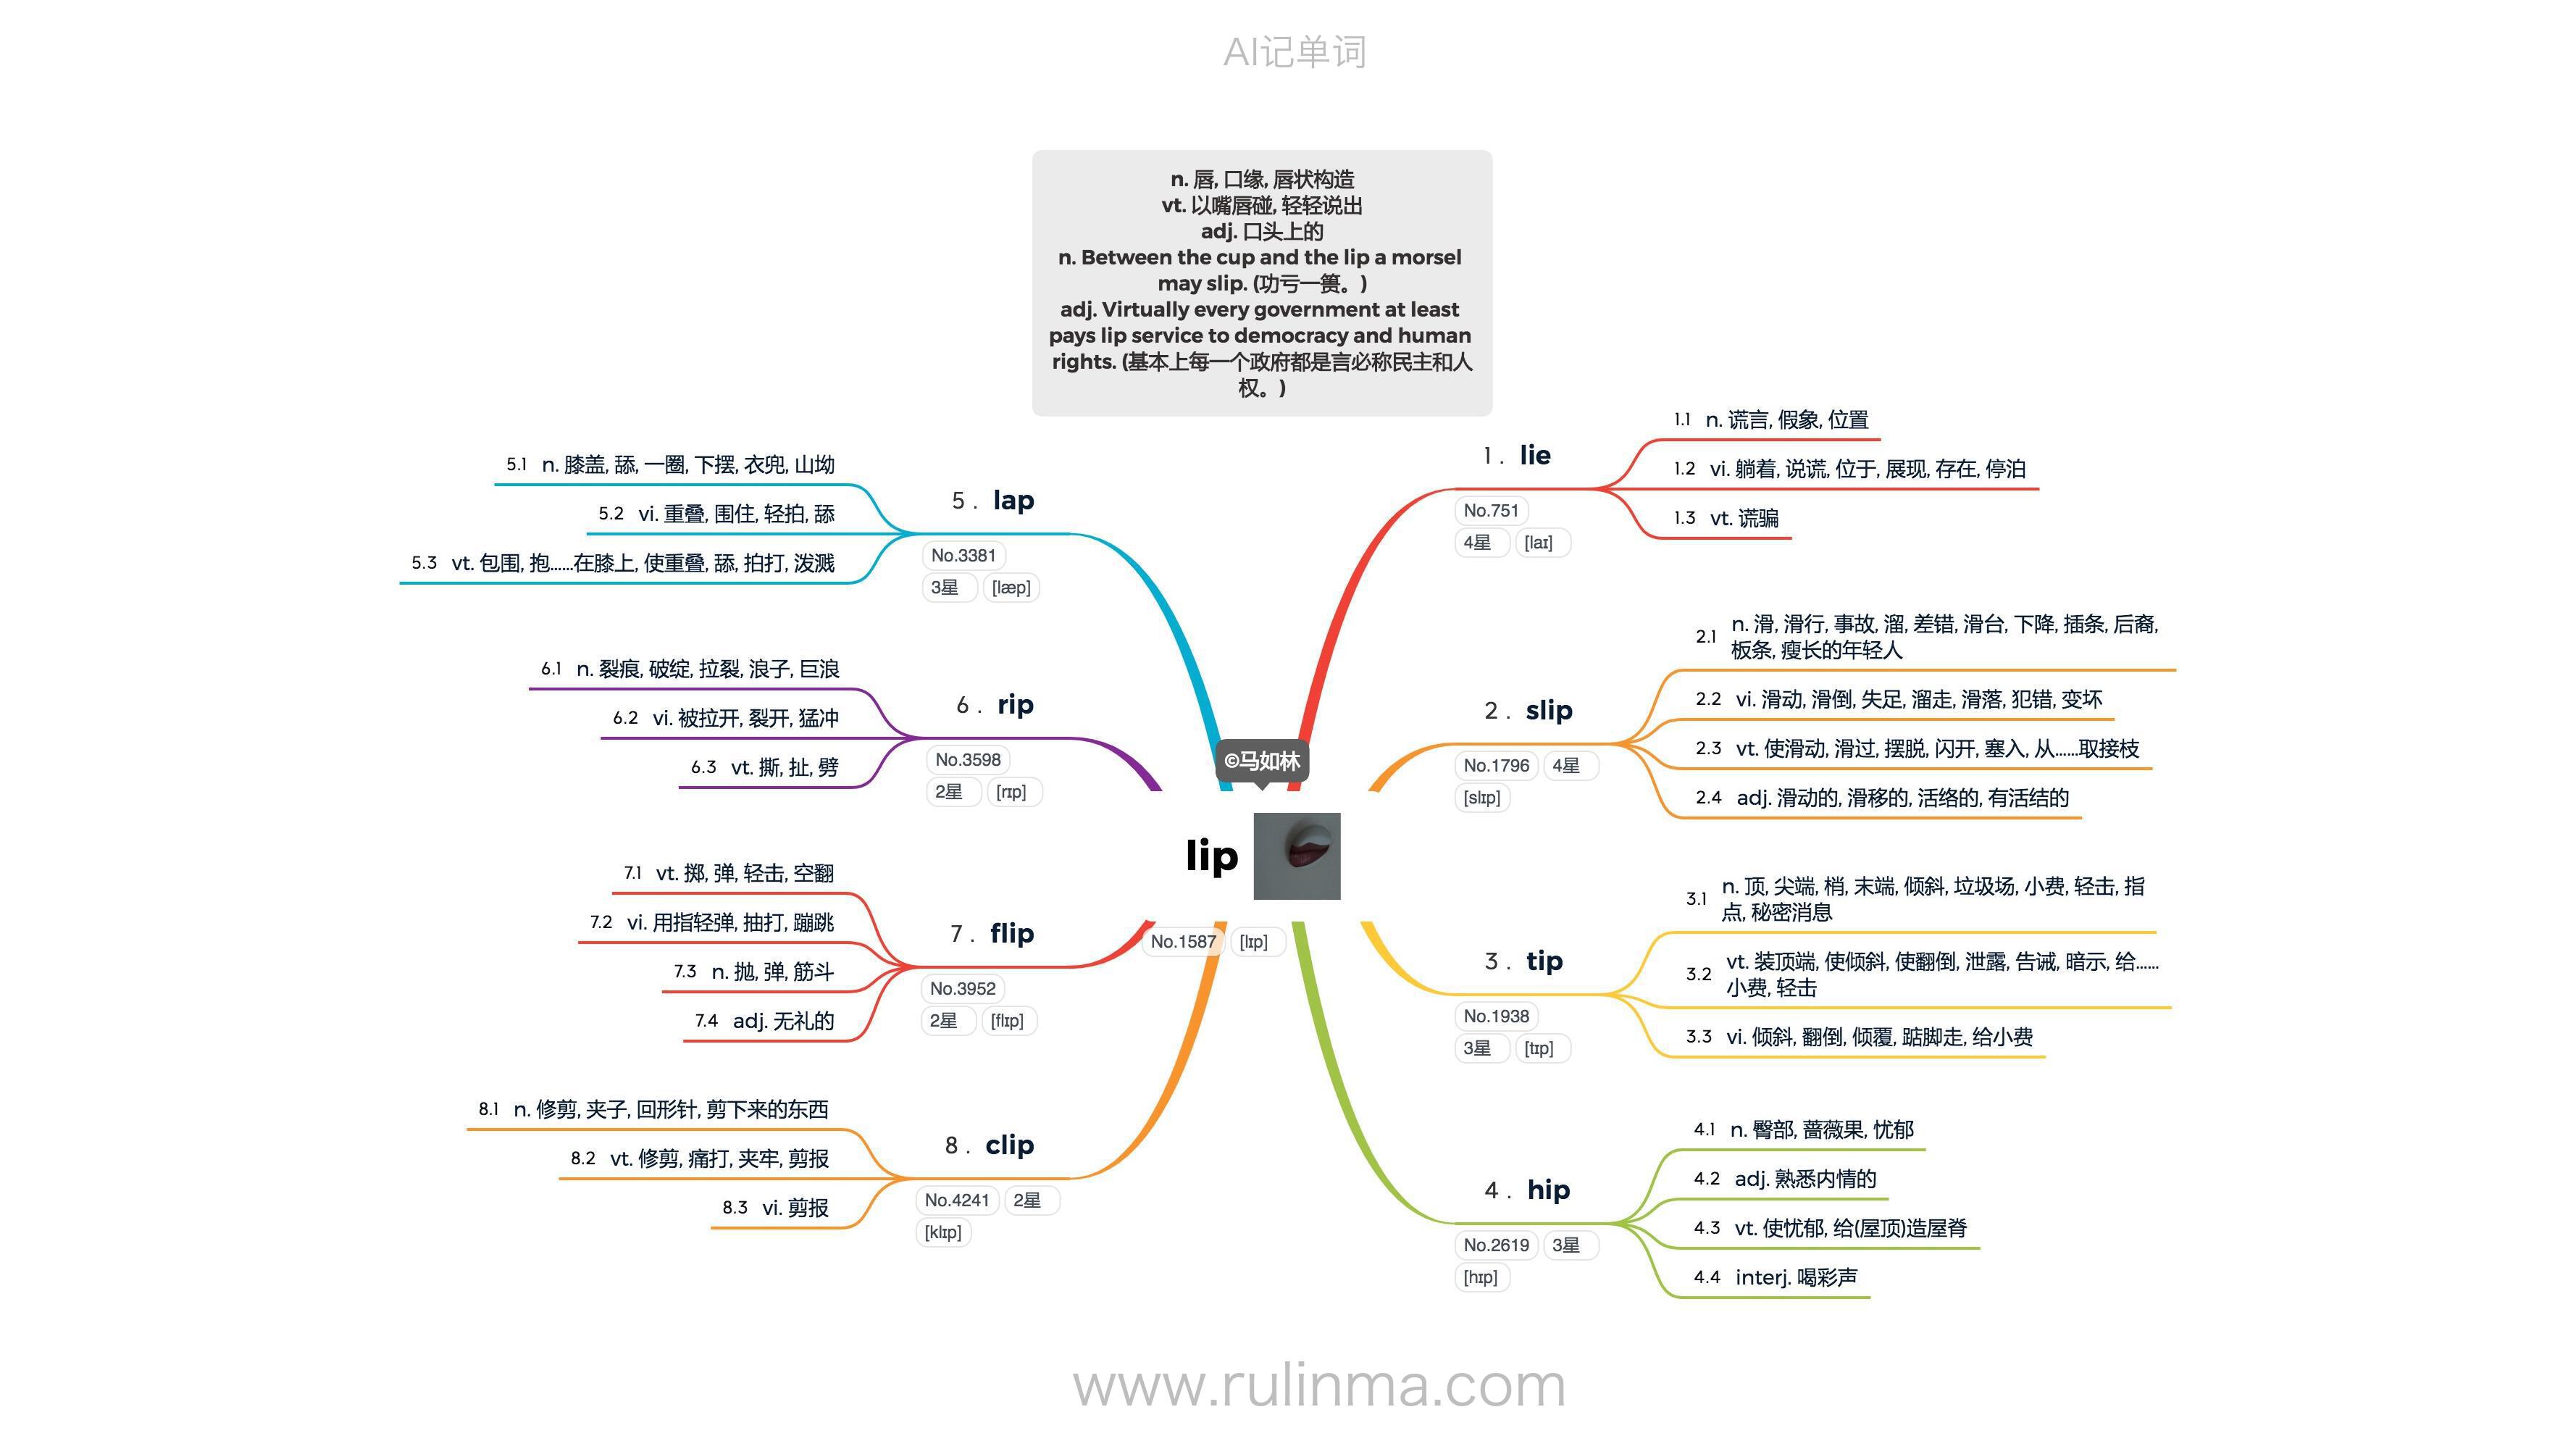 AI记单词
n. 唇, 口缘, 唇状构造
vt. 以嘴唇碰, 轻轻说出
adj. 口头上的
n. Between the cup and the lip a morsel
may slip. (功亏一篑。)
adj. Virtually every government at least
pays lip service to democracy and human
rights. (基本上每一个政府都是言必称民主和人
权。)
©马如林
lip
No.1587 [lɪp]
1. lie
No.751
4星 [laɪ]
1.1 n. 谎言, 假象, 位置
1.2 vi. 躺着, 说谎, 位于, 展现, 存在, 停泊
1.3 vt. 谎骗
2. slip
No.1796 4星
[slɪp]
2.1 n. 滑, 滑行, 事故, 溜, 差错, 滑台, 下降, 插条, 后裔,
板条, 瘦长的年轻人
2.2 vi. 滑动, 滑倒, 失足, 溜走, 滑落, 犯错, 变坏
2.3 vt. 使滑动, 滑过, 摆脱, 闪开, 塞入, 从......取接枝
2.4 adj. 滑动的, 滑移的, 活络的, 有活结的
3. tip
No.1938
3星 [tɪp]
3.1 n. 顶, 尖端, 梢, 末端, 倾斜, 垃圾场, 小费, 轻击, 指
点, 秘密消息
3.2 vt. 装顶端, 使倾斜, 使翻倒, 泄露, 告诫, 暗示, 给......
小费, 轻击
3.3 vi. 倾斜, 翻倒, 倾覆, 踮脚走, 给小费
4. hip
No.2619 3星
[hɪp]
4.1 n. 臀部, 蔷薇果, 忧郁
4.2 adj. 熟悉内情的
4.3 vt. 使忧郁, 给(屋顶)造屋脊
4.4 interj. 喝彩声
5. lap
No.3381
3星 [læp]
5.1 n. 膝盖, 舔, 一圈, 下摆, 衣兜, 山坳
5.2 vi. 重叠, 围住, 轻拍, 舔
5.3 vt. 包围, 抱......在膝上, 使重叠, 舔, 拍打, 泼溅
6. rip
No.3598
2星 [rɪp]
6.1 n. 裂痕, 破绽, 拉裂, 浪子, 巨浪
6.2 vi. 被拉开, 裂开, 猛冲
6.3 vt. 撕, 扯, 劈
7. flip
No.3952
2星 [flɪp]
7.1 vt. 掷, 弹, 轻击, 空翻
7.2 vi. 用指轻弹, 抽打, 蹦跳
7.3 n. 抛, 弹, 筋斗
7.4 adj. 无礼的
8. clip
No.4241 2星
[klɪp]
8.1 n. 修剪, 夹子, 回形针, 剪下来的东西
8.2 vt. 修剪, 痛打, 夹牢, 剪报
8.3 vi. 剪报
www.rulinma.com